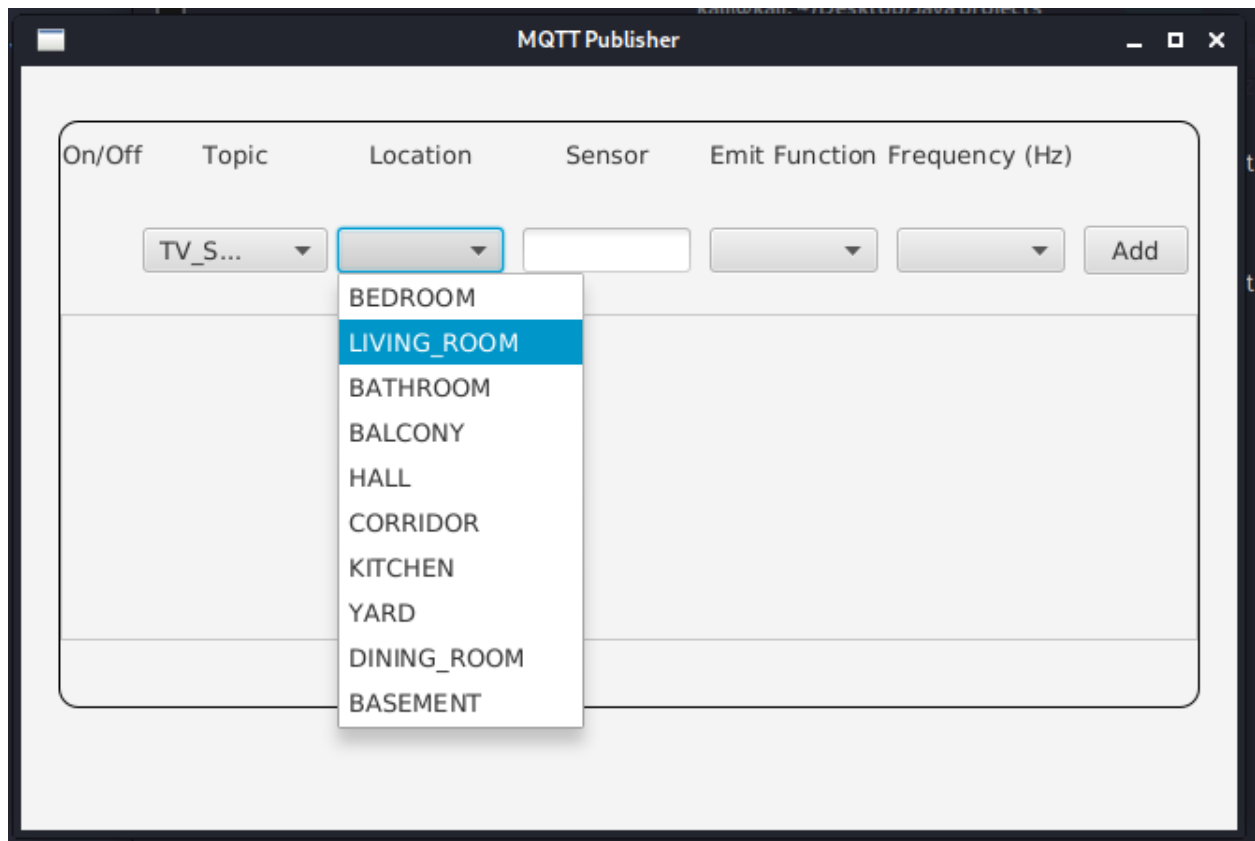 MQTT Publisher
On/Off Topic Location Sensor Emit Function Frequency (Hz)
TV_S... Add
BEDROOM
LIVING_ROOM
BATHROOM
BALCONY
HALL
CORRIDOR
KITCHEN
YARD
DINING_ROOM
BASEMENT